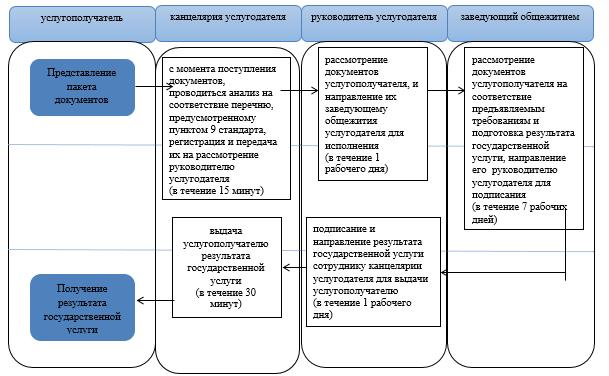 услугополучатель
канцелярия услугодателя
руководитель услугодателя
заведующий общежитием
Представление
пакета
документов
с момента поступления
документов,
проводиться анализ на
соответствие перечню,
предусмотренному
пунктом 9 стандарта,
регистрация и передача
их на рассмотрение
руководителю
услугодателя
(в течение 15 минут)
рассмотрение
документов
услугополучателя, и
направление их
заведующему
общежития
услугодателя для
исполнения
(в течение 1
рабочего дня)
рассмотрение
документов
услугополучателя на
соответствие
предъявляемым
требованиям и
подготовка результата
государственной
услуги, направление
его руководителю
услугодателя для
подписания
(в течение 7 рабочих
дней)
подписание и
направление результата
государственной услуги
сотруднику канцелярии
услугодателя для выдачи
услугополучателю
(в течение 1 рабочего
дня)
выдача
услугополучателю
результата
государственной
услуги
(в течение 30
минут)
Получение
результата
государственной
услуги